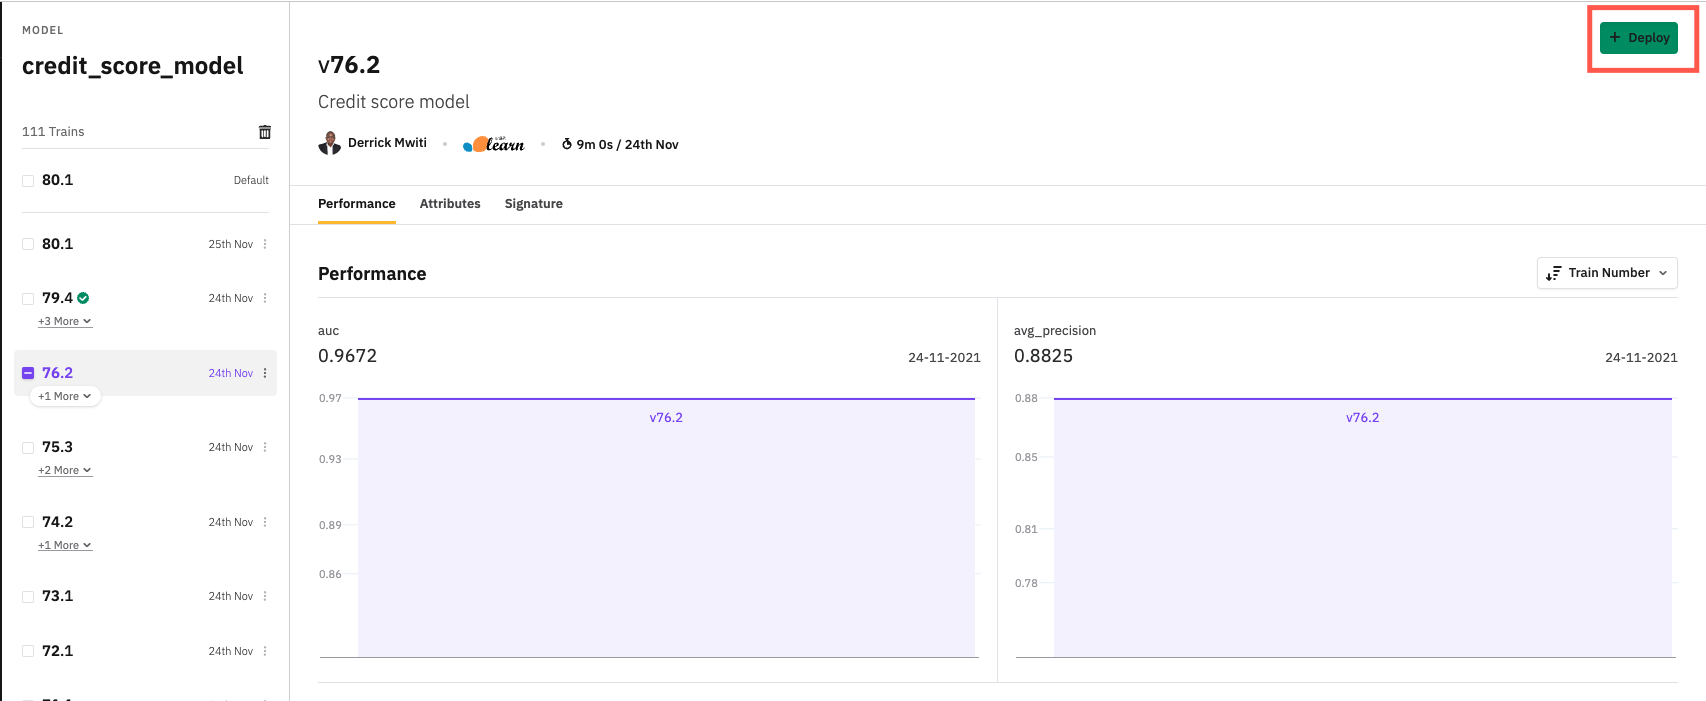 MODEL
credit_score_model
111 Trains
80.1 Default
80.1 25th Nov
79.4 24th Nov
+3 More
76.2 24th Nov
+1 More
75.3 24th Nov
+2 More
74.2 24th Nov
+1 More
73.1 24th Nov
72.1 24th Nov
+ Deploy
v76.2
Credit score model
Derrick Mwiti • learn • 9m 0s / 24th Nov
Performance Attributes Signature
Performance
Train Number
auc
0.9672 24-11-2021
0.97
v76.2
0.93
0.89
0.86
avg_precision
0.8825 24-11-2021
0.88
v76.2
0.85
0.81
0.78